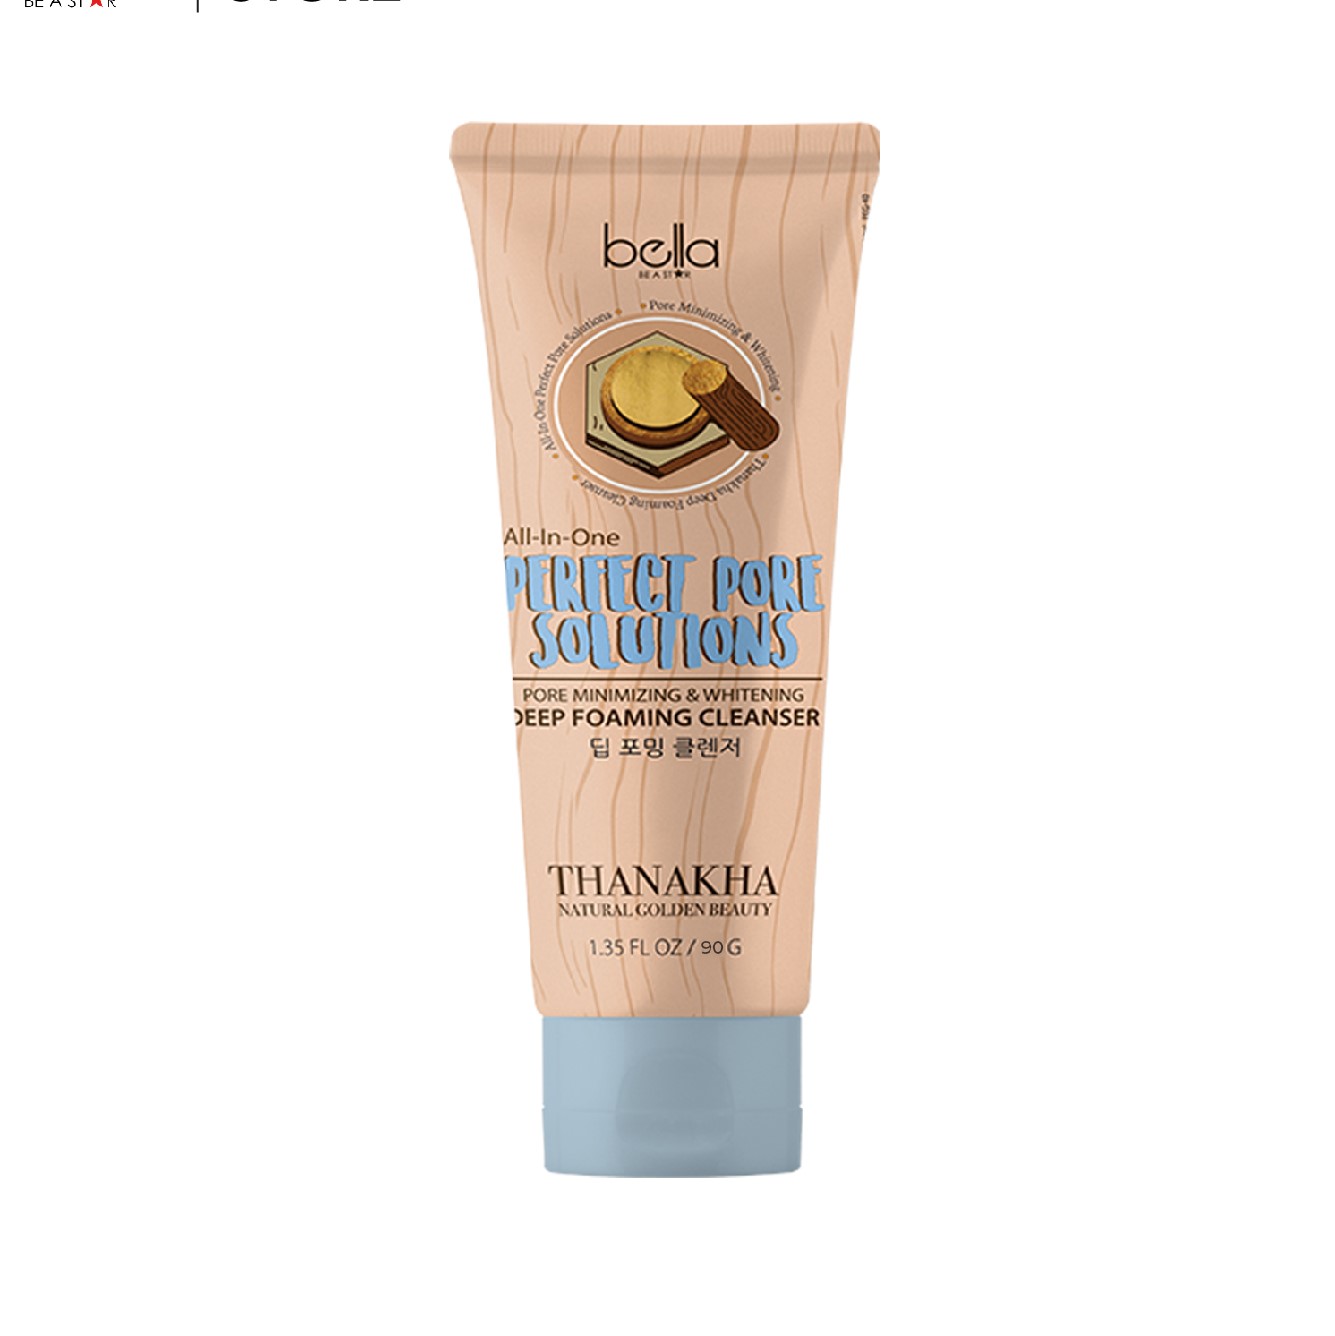 BE A ST★R
bella
BE A ST★R
All-In-One Perfect Pore Solutions
Pore Minimizing & Whitening
Thanakha Deep Foaming Cleanser
All-In-One
PERFECT PORE
SOLUTIONS
PORE MINIMIZING & WHITENING
DEEP FOAMING CLEANSER
딥 포밍 클렌저
THANAKHA
NATURAL GOLDEN BEAUTY
1.35 FL OZ / 90G